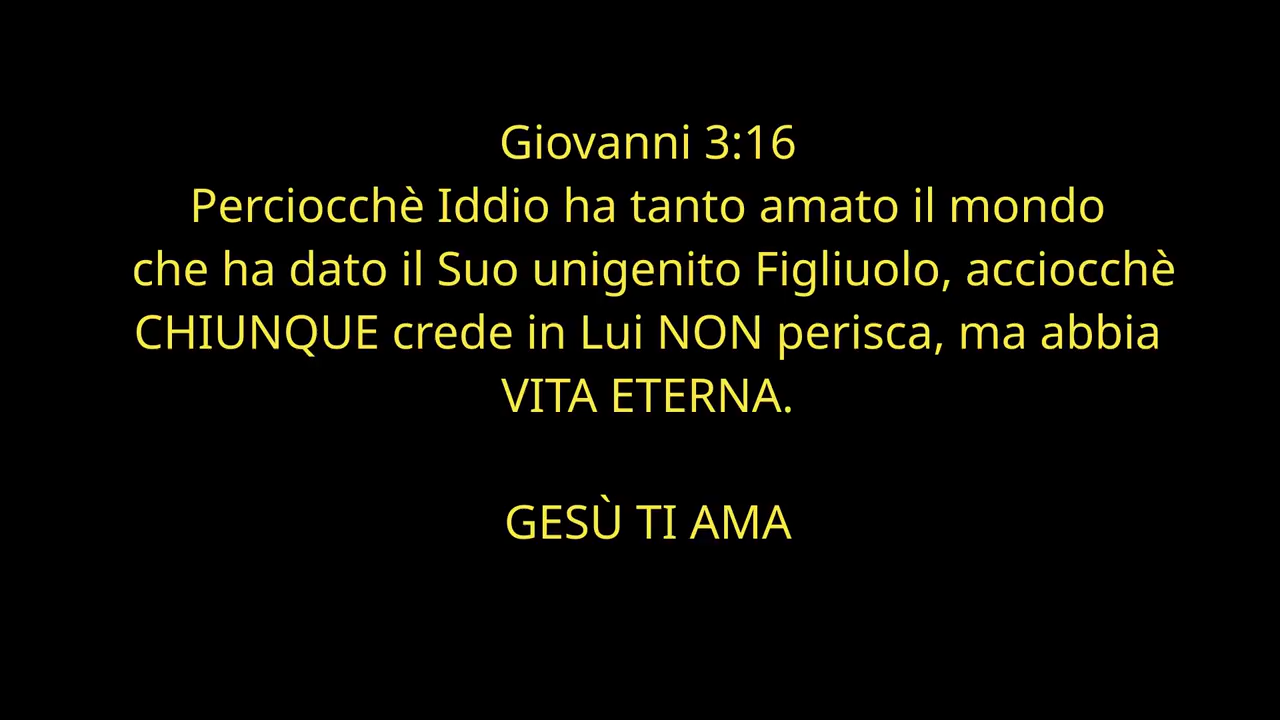 Giovanni 3:16
Perciocchè Iddio ha tanto amato il mondo
che ha dato il Suo unigenito Figliuolo, acciocchè
CHIUNQUE crede in Lui NON perisca, ma abbia
VITA ETERNA.
GESÙ TI AMA